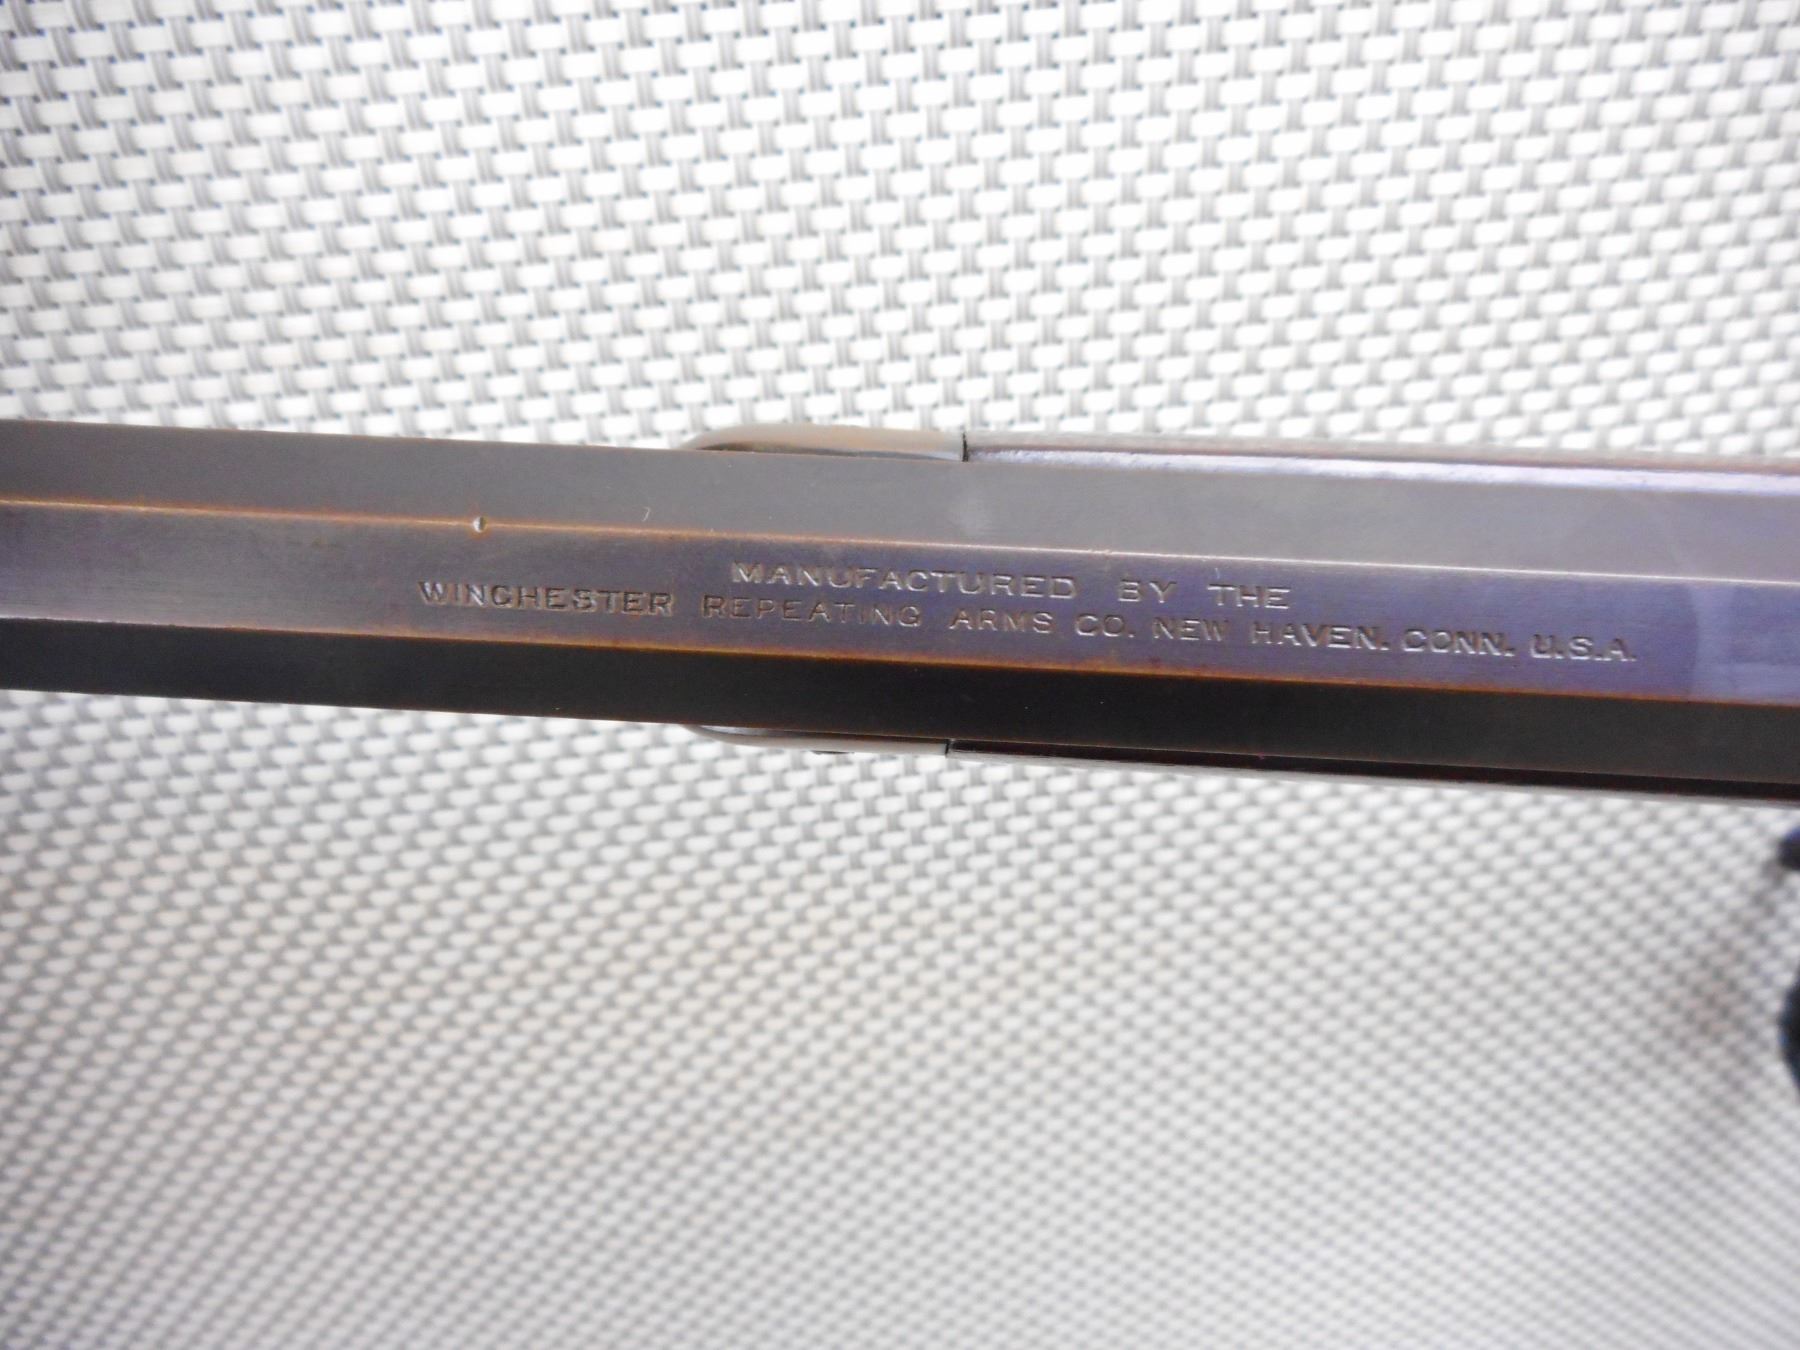 MANUFACTURED BY THE
WINCHESTER REPEATING ARMS CO. NEW HAVEN. CONN. U.S.A.